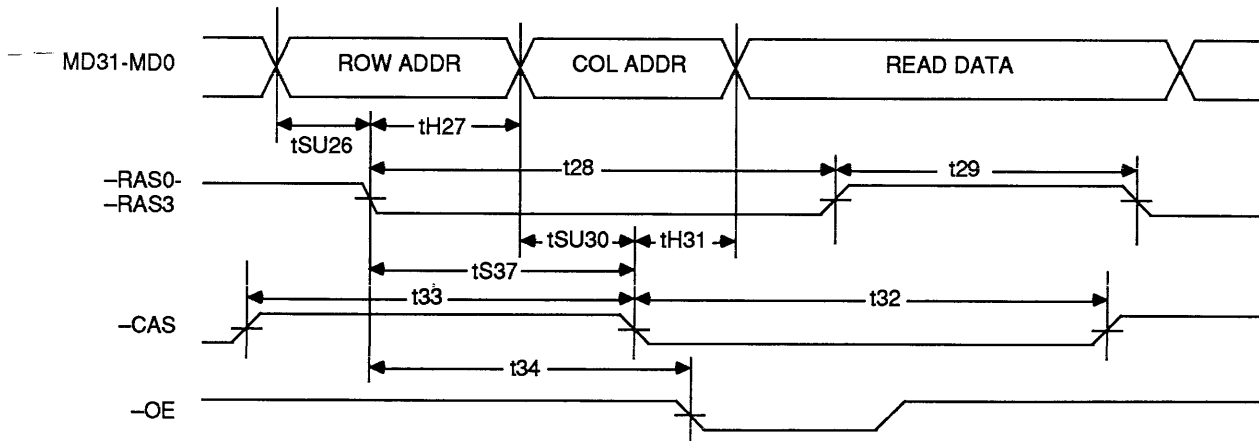 MD31-MD0 ROW ADDR COL ADDR READ DATA
tSU26 tH27
–RAS0-
–RAS3
t28 t29
tSU30 tH31
tS37
t33 t32
–CAS
t34
–OE